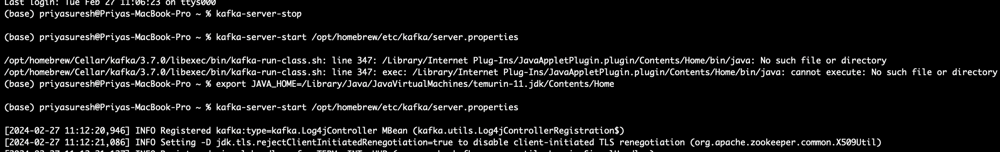 Last login: Tue Feb 27 11:06:23 on ttys000
(base) priyasuresh@Priyas-MacBook-Pro ~ % kafka-server-stop
(base) priyasuresh@Priyas-MacBook-Pro ~ % kafka-server-start /opt/homebrew/etc/kafka/server.properties
/opt/homebrew/Cellar/kafka/3.7.0/libexec/bin/kafka-run-class.sh: line 347: /Library/Internet Plug-Ins/JavaAppletPlugin.plugin/Contents/Home/bin/java: No such file or directory
/opt/homebrew/Cellar/kafka/3.7.0/libexec/bin/kafka-run-class.sh: line 347: exec: /Library/Internet Plug-Ins/JavaAppletPlugin.plugin/Contents/Home/bin/java: cannot execute: No such file or directory
(base) priyasuresh@Priyas-MacBook-Pro ~ % export JAVA_HOME=/Library/Java/JavaVirtualMachines/temurin-11.jdk/Contents/Home
(base) priyasuresh@Priyas-MacBook-Pro ~ % kafka-server-start /opt/homebrew/etc/kafka/server.properties
[2024-02-27 11:12:20,946] INFO Registered kafka:type=kafka.Log4jController MBean (kafka.utils.Log4jControllerRegistration$)
[2024-02-27 11:12:21,086] INFO Setting -D jdk.tls.rejectClientInitiatedRenegotiation=true to disable client-initiated TLS renegotiation (org.apache.zookeeper.common.X509Util)